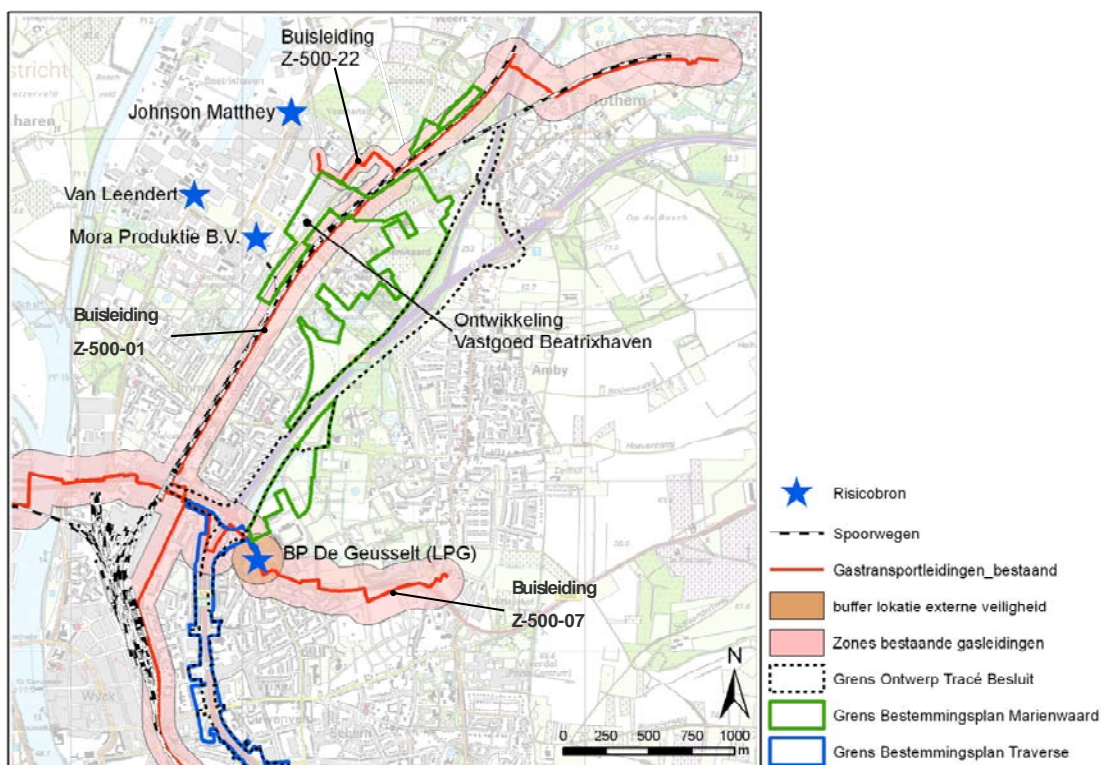 Buisleiding
Z-500-22
Johnson Matthey
Van Leendert
Mora Produktie B.V.
Buisleiding
Z-500-01
Ontwikkeling
Vastgoed Beatrixhaven
BP De Geusselt (LPG)
Buisleiding
Z-500-07
Rothem
Amby
haren
Beatrixhaven
Wyck
N
0 250 500 750 1000
m
Risicobron
Spoorwegen
Gastransportleidingen_bestaand
buffer lokatie externe veiligheid
Zones bestaande gasleidingen
Grens Ontwerp Tracé Besluit
Grens Bestemmingsplan Marienwaard
Grens Bestemmingsplan Traverse